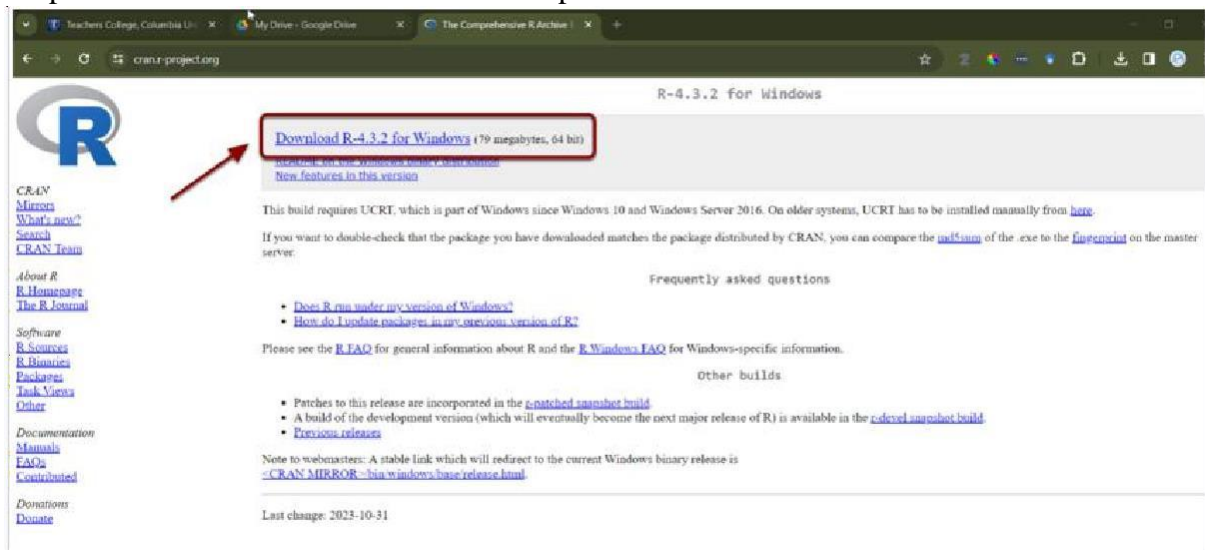 Teachers College, Columbia U
My Drive - Google Drive
The Comprehensive R Archive
cran.r-project.org
R
CRAN
Mirrors
What's new?
Search
CRAN Team
About R
R Homepage
The R Journal
Software
R Sources
R Binaries
Packages
Task Views
Other
Documentation
Manuals
FAQs
Contributed
Donations
Donate
R-4.3.2 for Windows
Download R-4.3.2 for Windows (79 megabytes, 64 bit)
README on the Windows binary distribution
New features in this version
This build requires UCRT, which is part of Windows since Windows 10 and Windows Server 2016. On older systems, UCRT has to be installed manually from here.
If you want to double-check that the package you have downloaded matches the package distributed by CRAN, you can compare the md5sum of the .exe to the fingerprint on the master
server.
Frequently asked questions
• Does R run under my version of Windows?
• How do I update packages in my previous version of R?
Please see the R FAQ for general information about R and the R Windows FAQ for Windows-specific information.
Other builds
• Patches to this release are incorporated in the r-patched snapshot build.
• A build of the development version (which will eventually become the next major release of R) is available in the r-devel snapshot build.
• Previous releases
Note to webmasters: A stable link which will redirect to the current Windows binary release is
<CRAN MIRROR>/bin/windows/base/release.html.
Last change: 2023-10-31